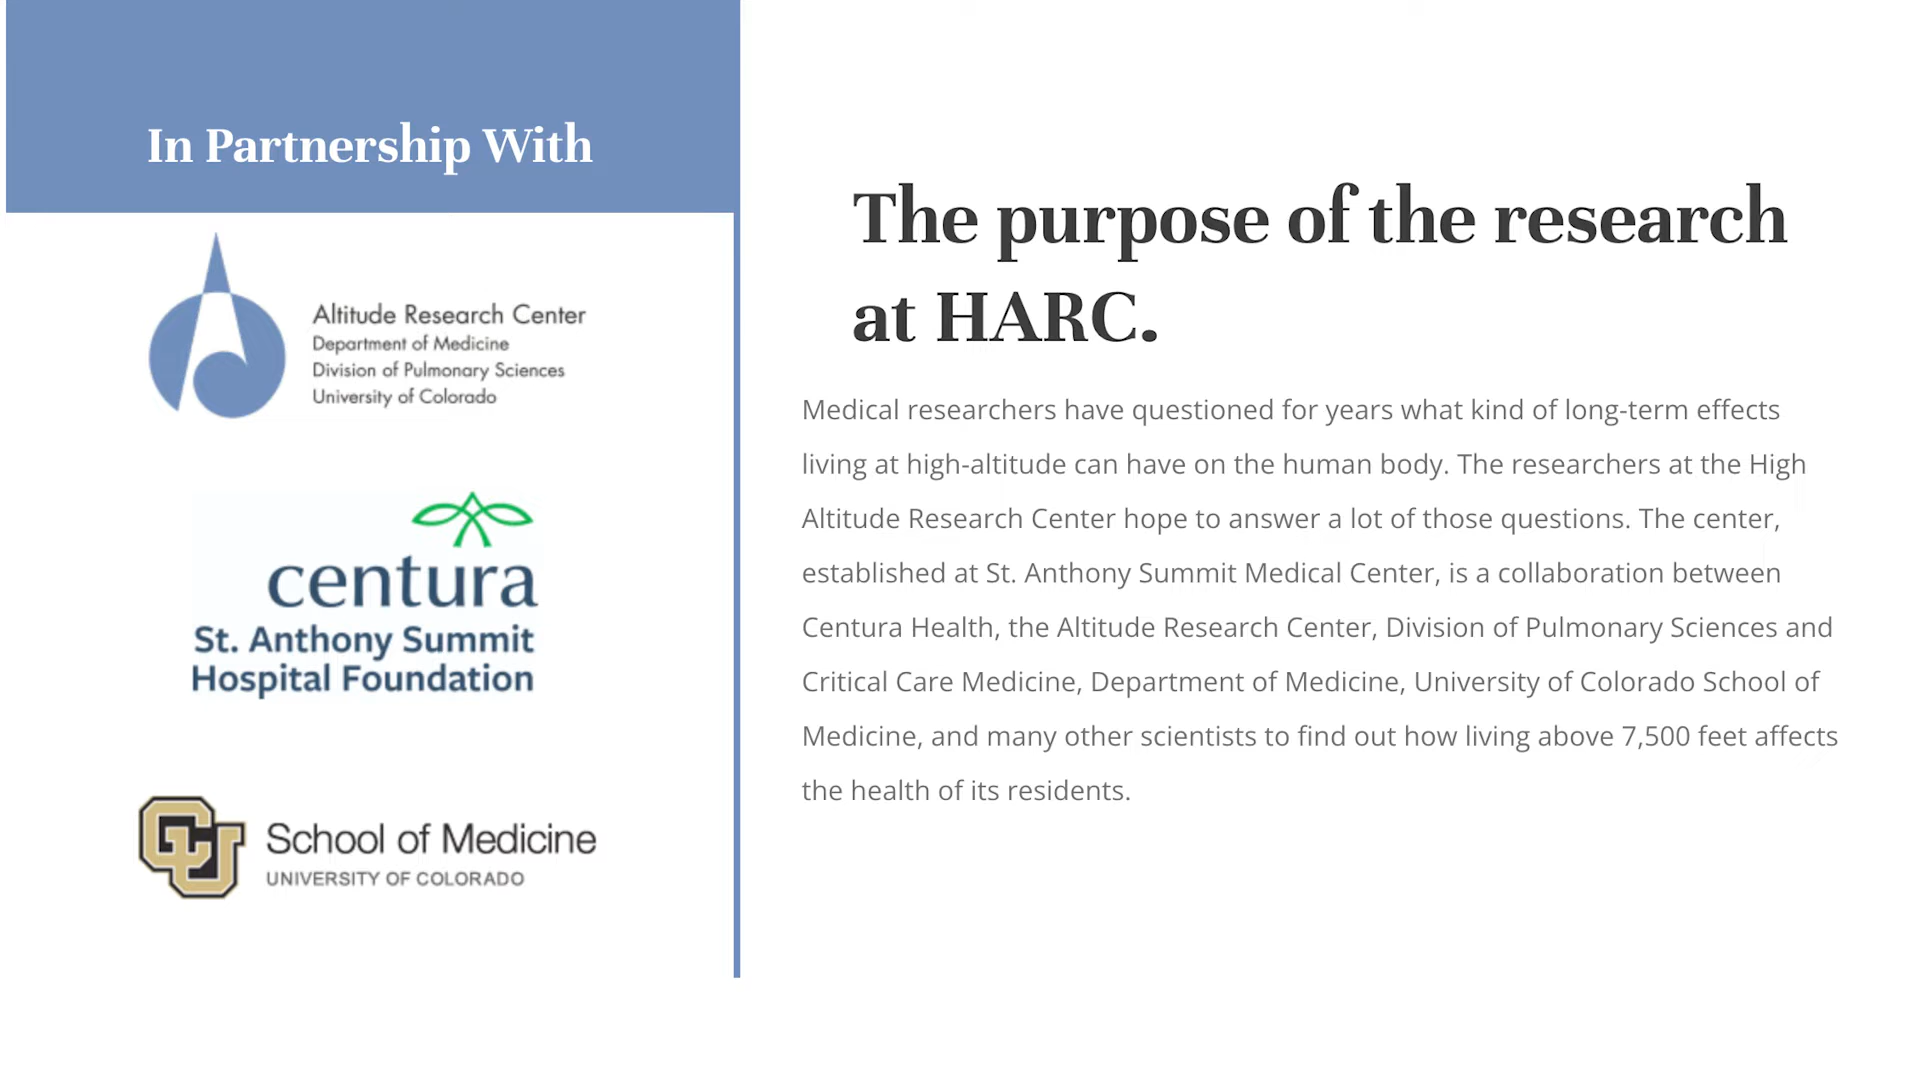 In Partnership With
Altitude Research Center
Department of Medicine
Division of Pulmonary Sciences
University of Colorado
centura
St. Anthony Summit
Hospital Foundation
CU
School of Medicine
UNIVERSITY OF COLORADO
The purpose of the research
at HARC.
Medical researchers have questioned for years what kind of long-term effects
living at high-altitude can have on the human body. The researchers at the High
Altitude Research Center hope to answer a lot of those questions. The center,
established at St. Anthony Summit Medical Center, is a collaboration between
Centura Health, the Altitude Research Center, Division of Pulmonary Sciences and
Critical Care Medicine, Department of Medicine, University of Colorado School of
Medicine, and many other scientists to find out how living above 7,500 feet affects
the health of its residents.